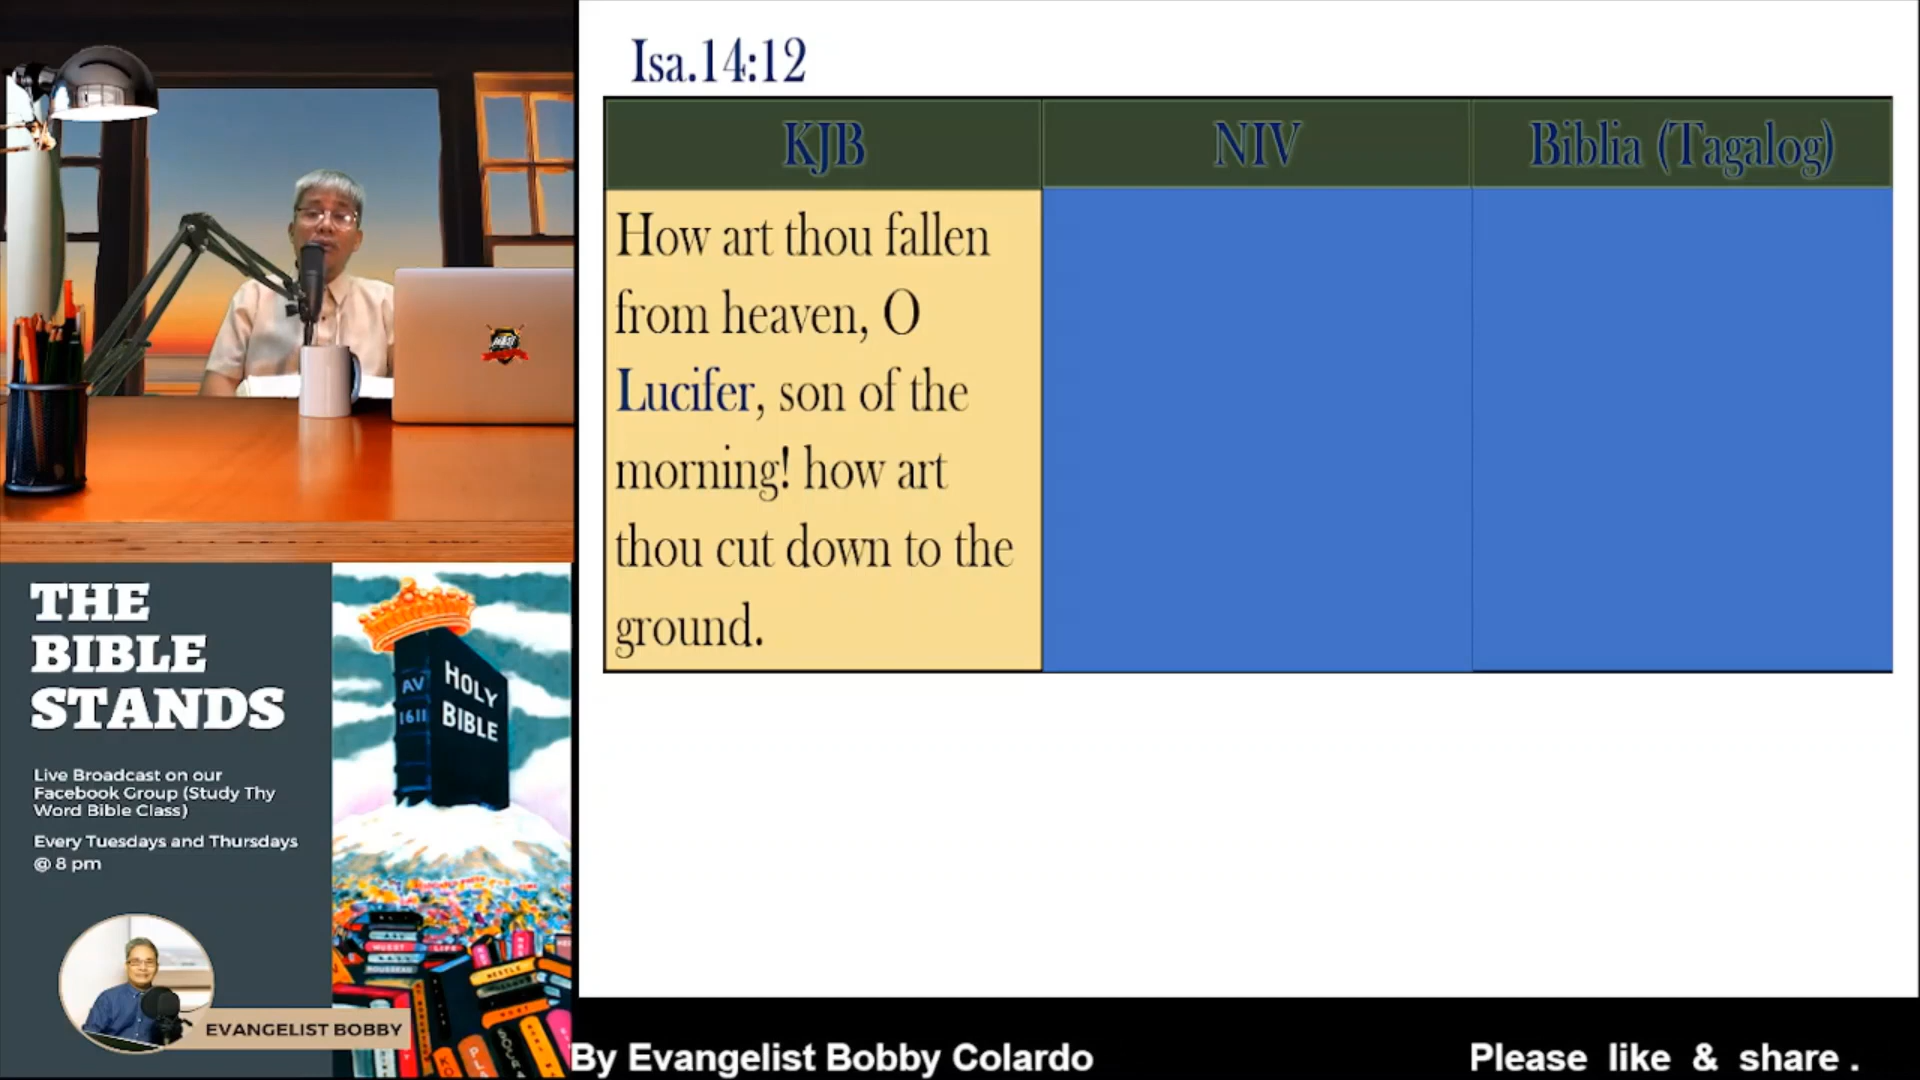 Isa.14:12
KJB
NIV
Biblia (Tagalog)
How art thou fallen
from heaven, O
Lucifer, son of the
morning! how art
thou cut down to the
ground.
THE
BIBLE
STANDS
Live Broadcast on our
Facebook Group (Study Thy
Word Bible Class)
Every Tuesdays and Thursdays
@ 8 pm
AV
1611
HOLY
BIBLE
NESTLE
EVANGELIST BOBBY
By Evangelist Bobby Colardo
Please like & share .